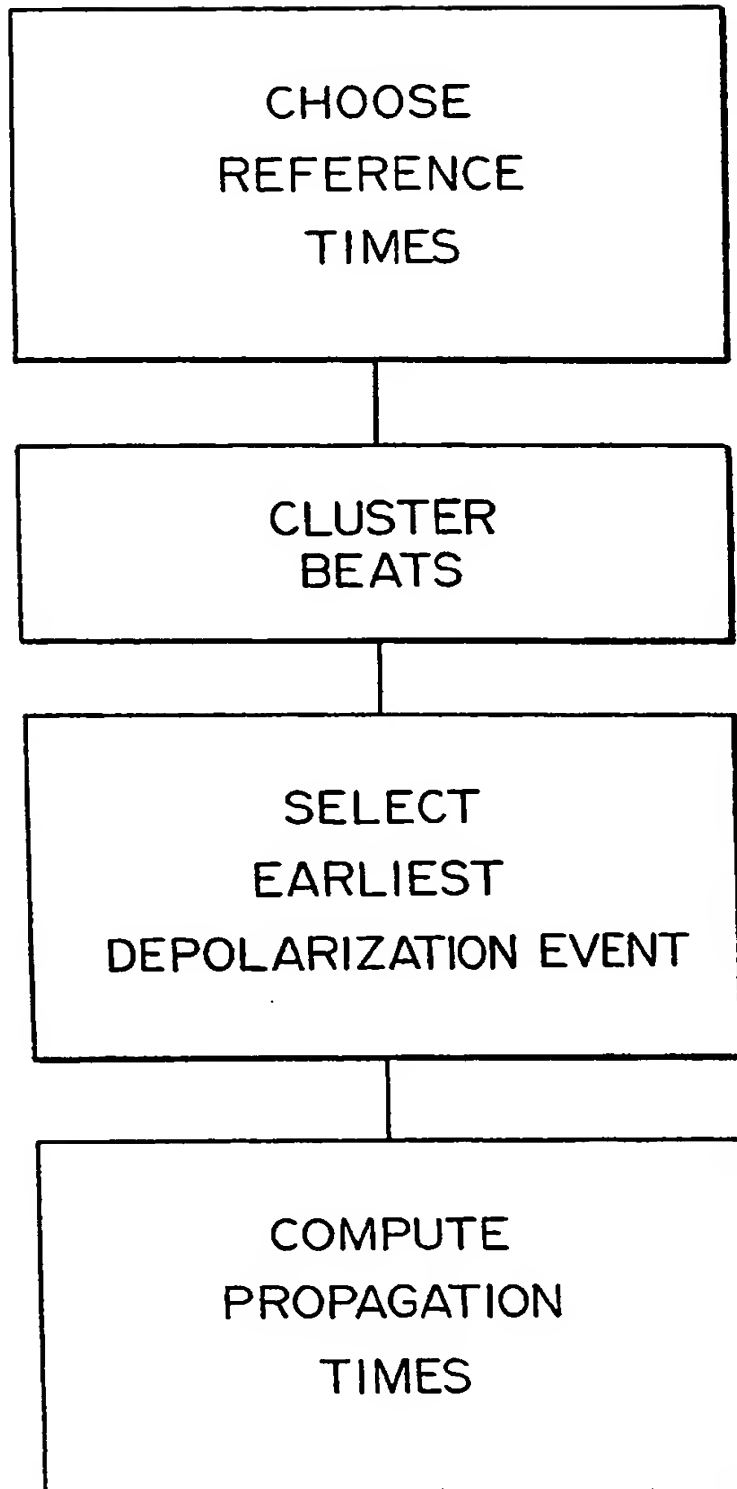 CHOOSE
REFERENCE
TIMES
CLUSTER
BEATS
SELECT
EARLIEST
DEPOLARIZATION EVENT
COMPUTE
PROPAGATION
TIMES